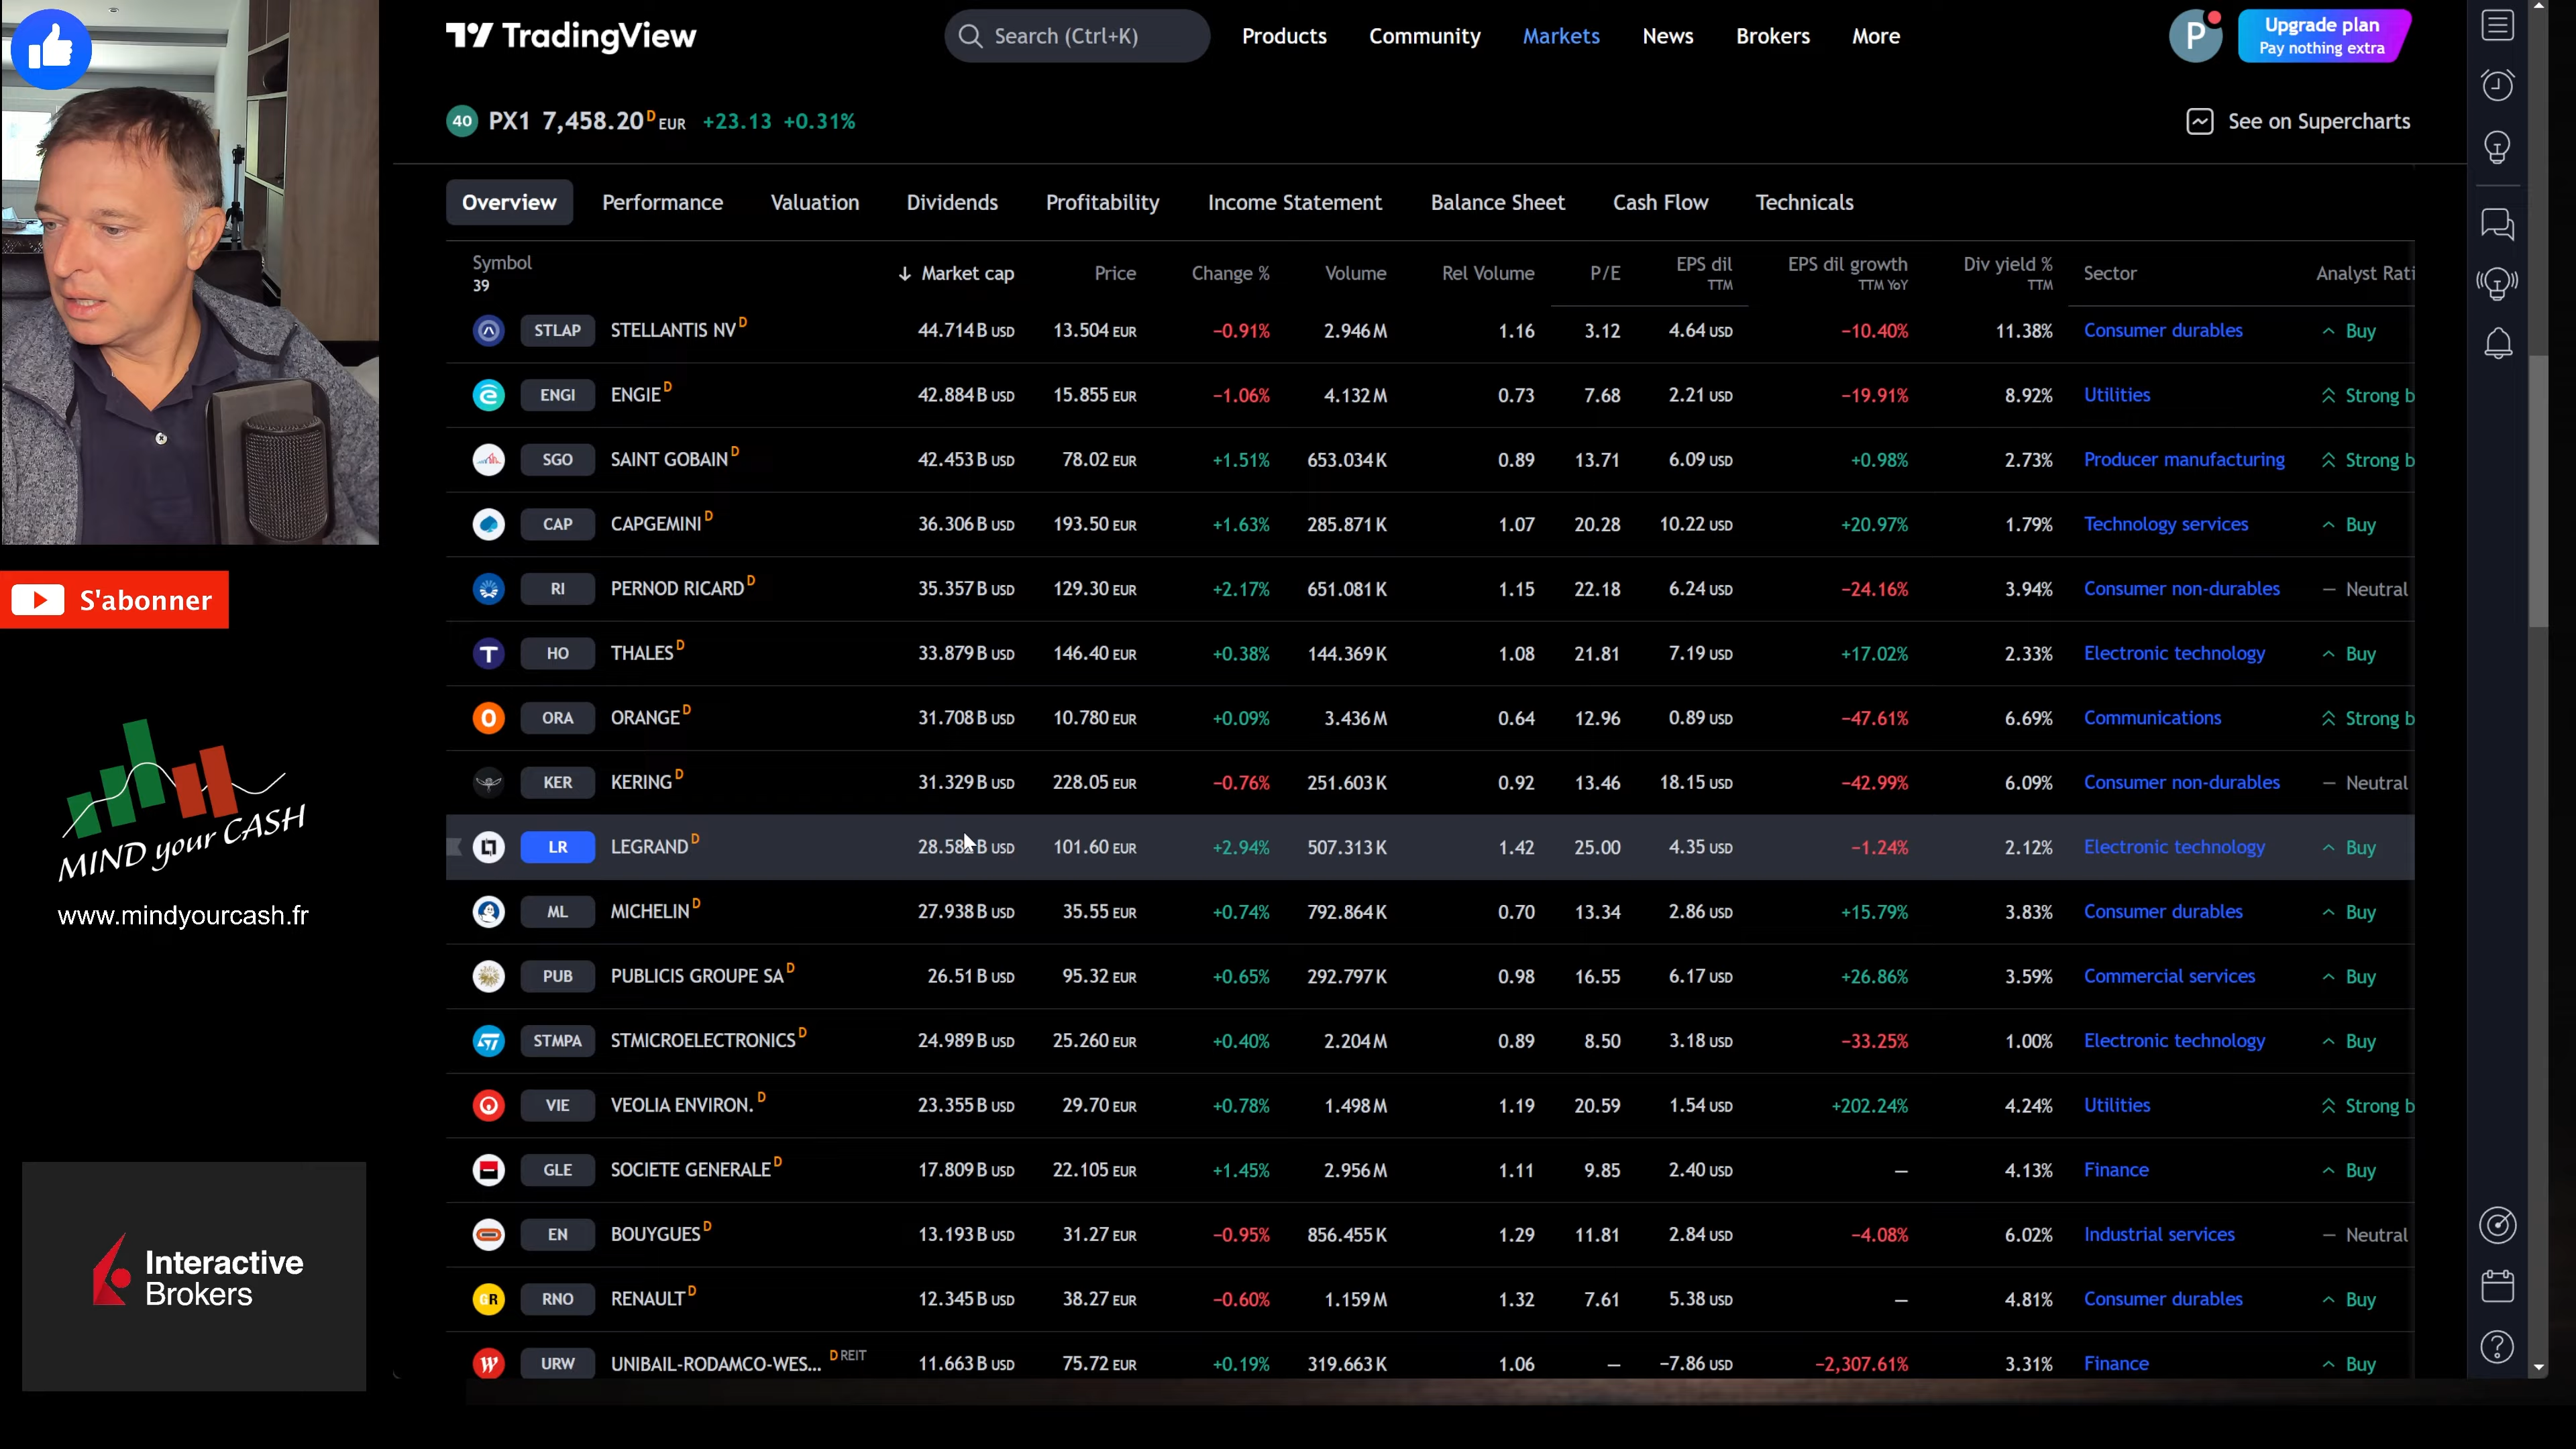 TradingView
Search (Ctrl+K)
Products Community Markets News Brokers More
P
Upgrade plan
Pay nothing extra
40 PX1 7,458.20 D EUR +23.13 +0.31%
See on Supercharts
Overview Performance Valuation Dividends Profitability Income Statement Balance Sheet Cash Flow Technicals
Symbol 39 ↓ Market cap Price Change % Volume Rel Volume P/E EPS dil TTM EPS dil growth TTM YoY Div yield % TTM Sector Analyst Rati
STLAP STELLANTIS NV D 44.714 B USD 13.504 EUR −0.91% 2.946 M 1.16 3.12 4.64 USD −10.40% 11.38% Consumer durables Buy
ENGI ENGIE D 42.884 B USD 15.855 EUR −1.06% 4.132 M 0.73 7.68 2.21 USD −19.91% 8.92% Utilities Strong b
SGO SAINT GOBAIN D 42.453 B USD 78.02 EUR +1.51% 653.034 K 0.89 13.71 6.09 USD +0.98% 2.73% Producer manufacturing Strong b
CAP CAPGEMINI D 36.306 B USD 193.50 EUR +1.63% 285.871 K 1.07 20.28 10.22 USD +20.97% 1.79% Technology services Buy
RI PERNOD RICARD D 35.357 B USD 129.30 EUR +2.17% 651.081 K 1.15 22.18 6.24 USD −24.16% 3.94% Consumer non-durables — Neutral
T HO THALES D 33.879 B USD 146.40 EUR +0.38% 144.369 K 1.08 21.81 7.19 USD +17.02% 2.33% Electronic technology Buy
ORA ORANGE D 31.708 B USD 10.780 EUR +0.09% 3.436 M 0.64 12.96 0.89 USD −47.61% 6.69% Communications Strong b
KER KERING D 31.329 B USD 228.05 EUR −0.76% 251.603 K 0.92 13.46 18.15 USD −42.99% 6.09% Consumer non-durables — Neutral
LR LEGRAND D B USD 101.60 EUR +2.94% 507.313 K 1.42 25.00 4.35 USD −1.24% 2.12% Electronic technology Buy
ML MICHELIN D 27.938 B USD 35.55 EUR +0.74% 792.864 K 0.70 13.34 2.86 USD +15.79% 3.83% Consumer durables Buy
PUB PUBLICIS GROUPE SA D 26.51 B USD 95.32 EUR +0.65% 292.797 K 0.98 16.55 6.17 USD +26.86% 3.59% Commercial services Buy
STMPA STMICROELECTRONICS D 24.989 B USD 25.260 EUR +0.40% 2.204 M 0.89 8.50 3.18 USD −33.25% 1.00% Electronic technology Buy
VIE VEOLIA ENVIRON. D 23.355 B USD 29.70 EUR +0.78% 1.498 M 1.19 20.59 1.54 USD +202.24% 4.24% Utilities Strong b
GLE SOCIETE GENERALE D 17.809 B USD 22.105 EUR +1.45% 2.956 M 1.11 9.85 2.40 USD — 4.13% Finance Buy
EN BOUYGUES D 13.193 B USD 31.27 EUR −0.95% 856.455 K 1.29 11.81 2.84 USD −4.08% 6.02% Industrial services — Neutral
GR RNO RENAULT D 12.345 B USD 38.27 EUR −0.60% 1.159 M 1.32 7.61 5.38 USD — 4.81% Consumer durables Buy
URW UNIBAIL-RODAMCO-WES... D REIT 11.663 B USD 75.72 EUR +0.19% 319.663 K 1.06 — −7.86 USD −2,307.61% 3.31% Finance Buy
S'abonner
MIND your CASH
www.mindyourcash.fr
Interactive
Brokers